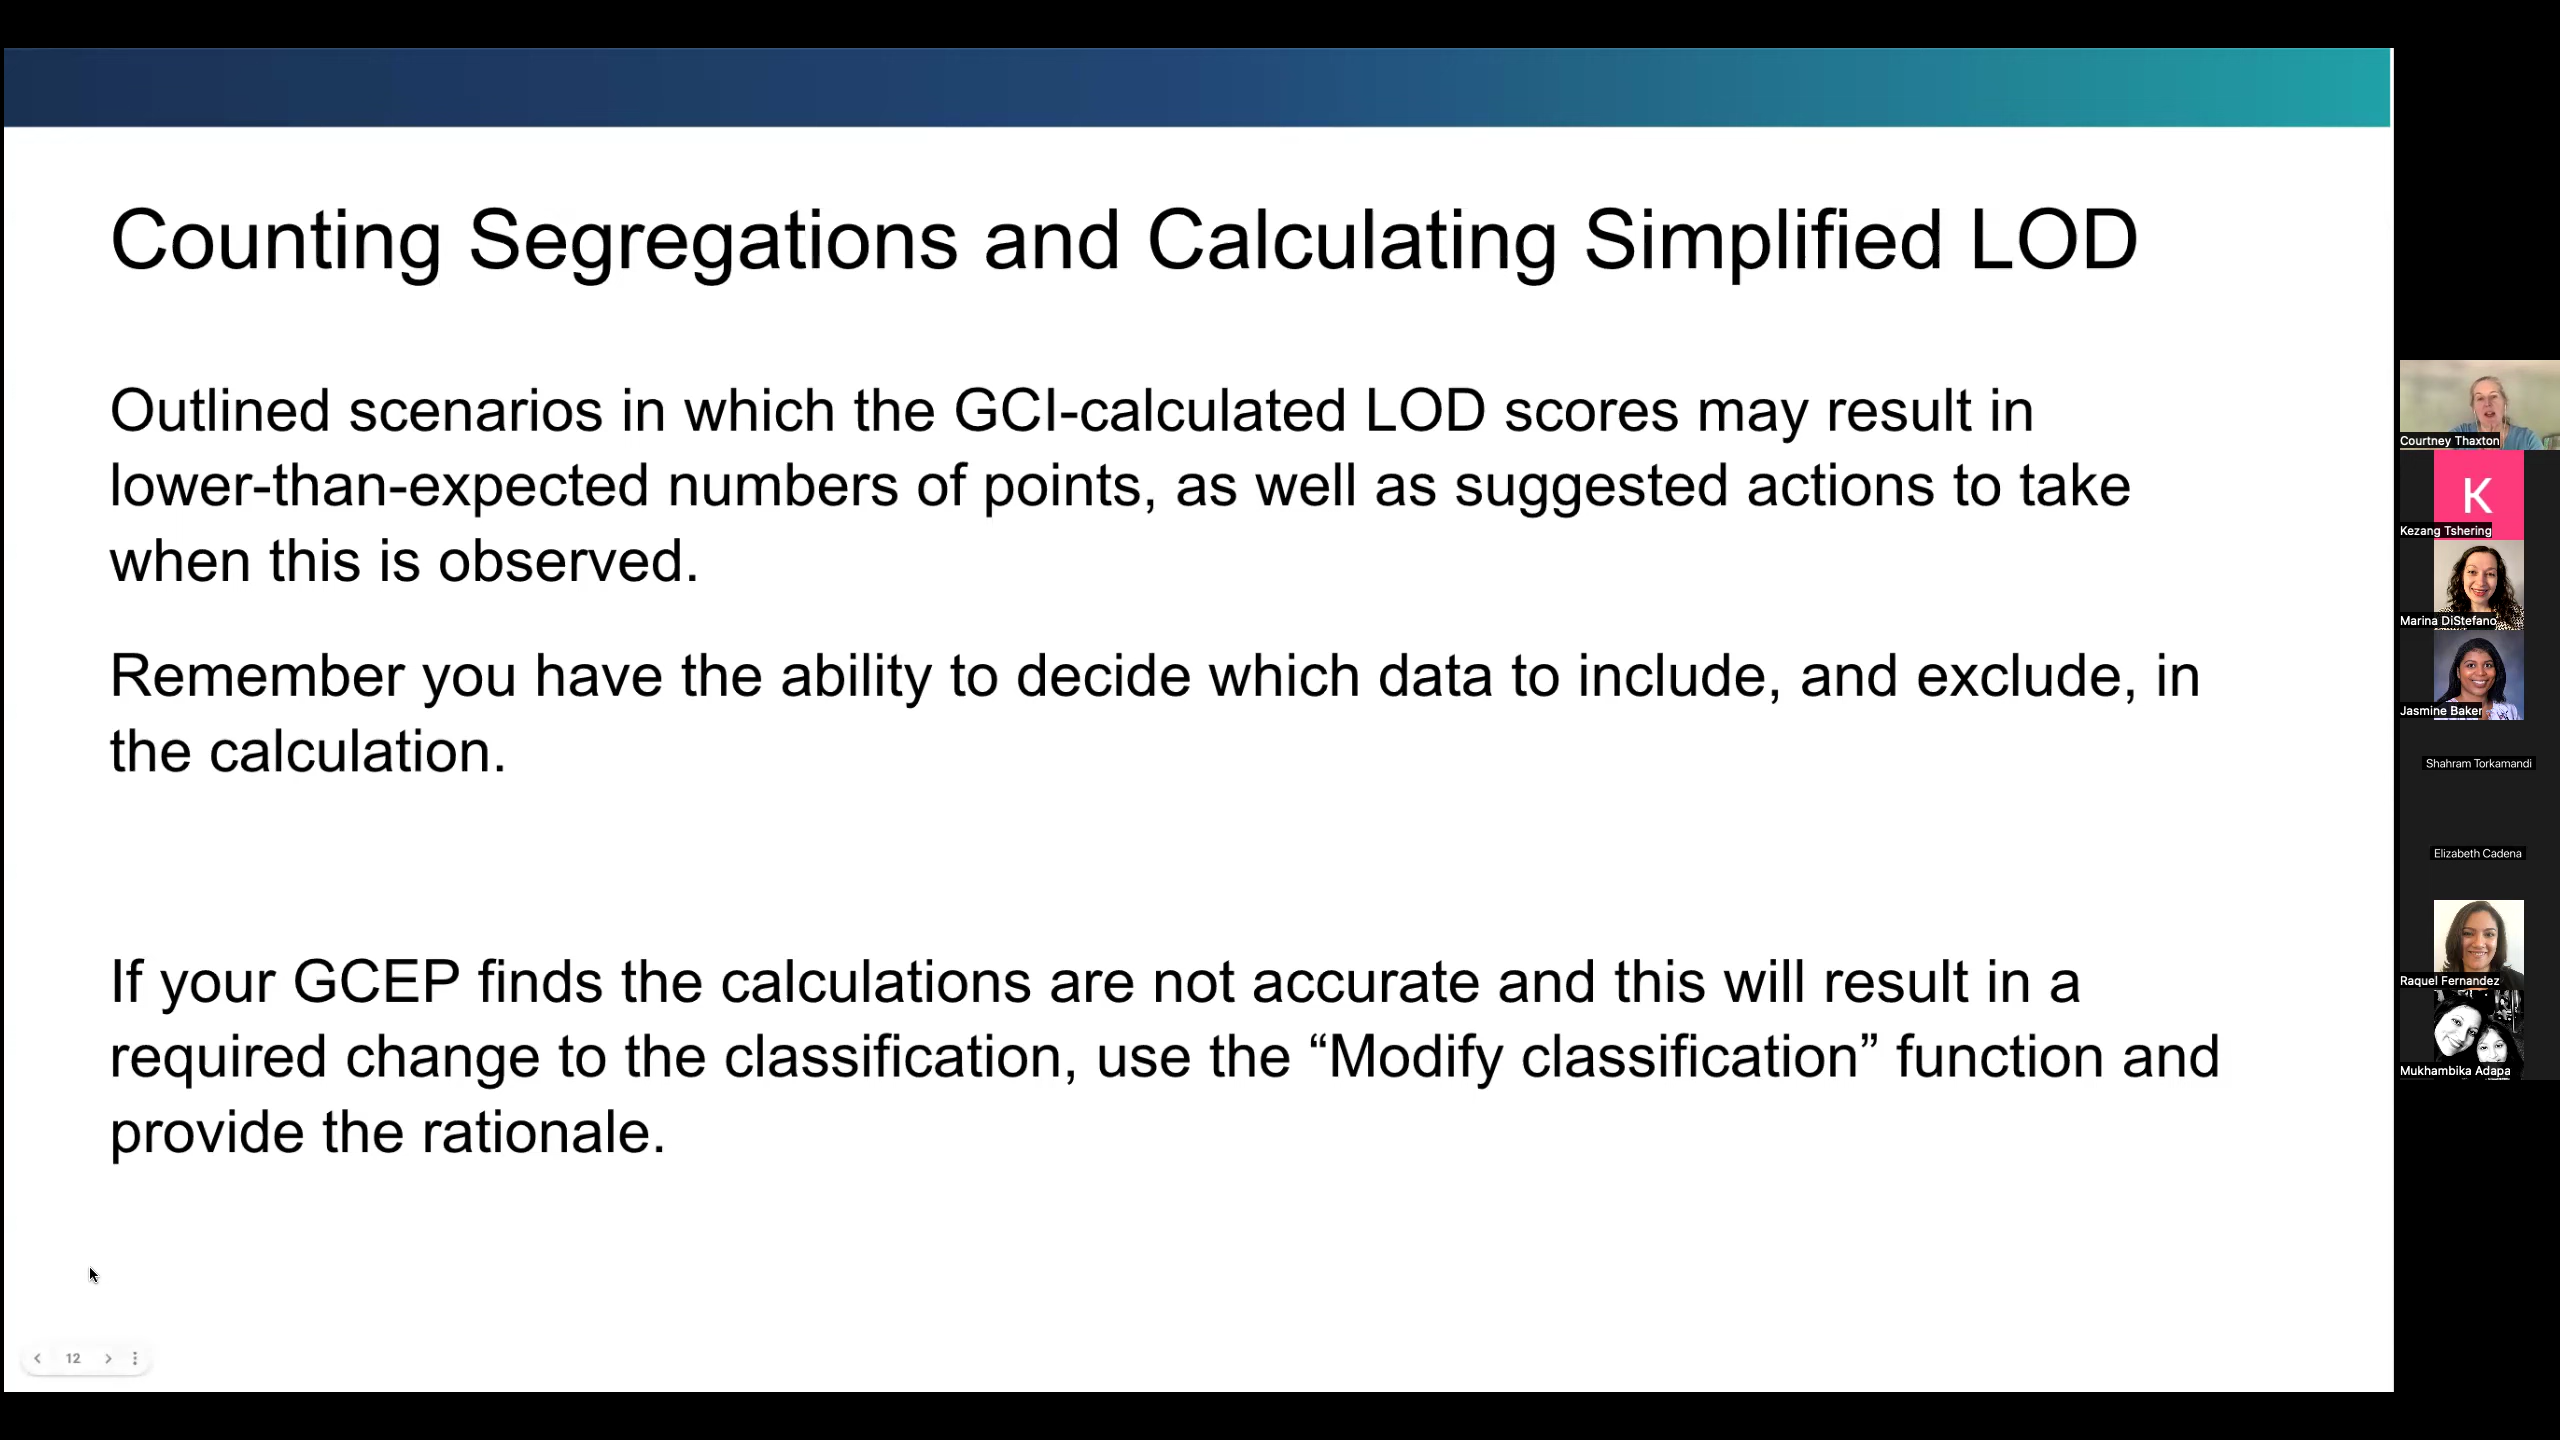 Counting Segregations and Calculating Simplified LOD
Outlined scenarios in which the GCI-calculated LOD scores may result in
lower-than-expected numbers of points, as well as suggested actions to take
when this is observed.
Remember you have the ability to decide which data to include, and exclude, in
the calculation.
If your GCEP finds the calculations are not accurate and this will result in a
required change to the classification, use the “Modify classification” function and
provide the rationale.
12
Courtney Thaxton
K
Kezang Tshering
Marina DiStefano
Jasmine Baker
Shahram Torkamandi
Elizabeth Cadena
Raquel Fernandez
Mukhambika Adapa